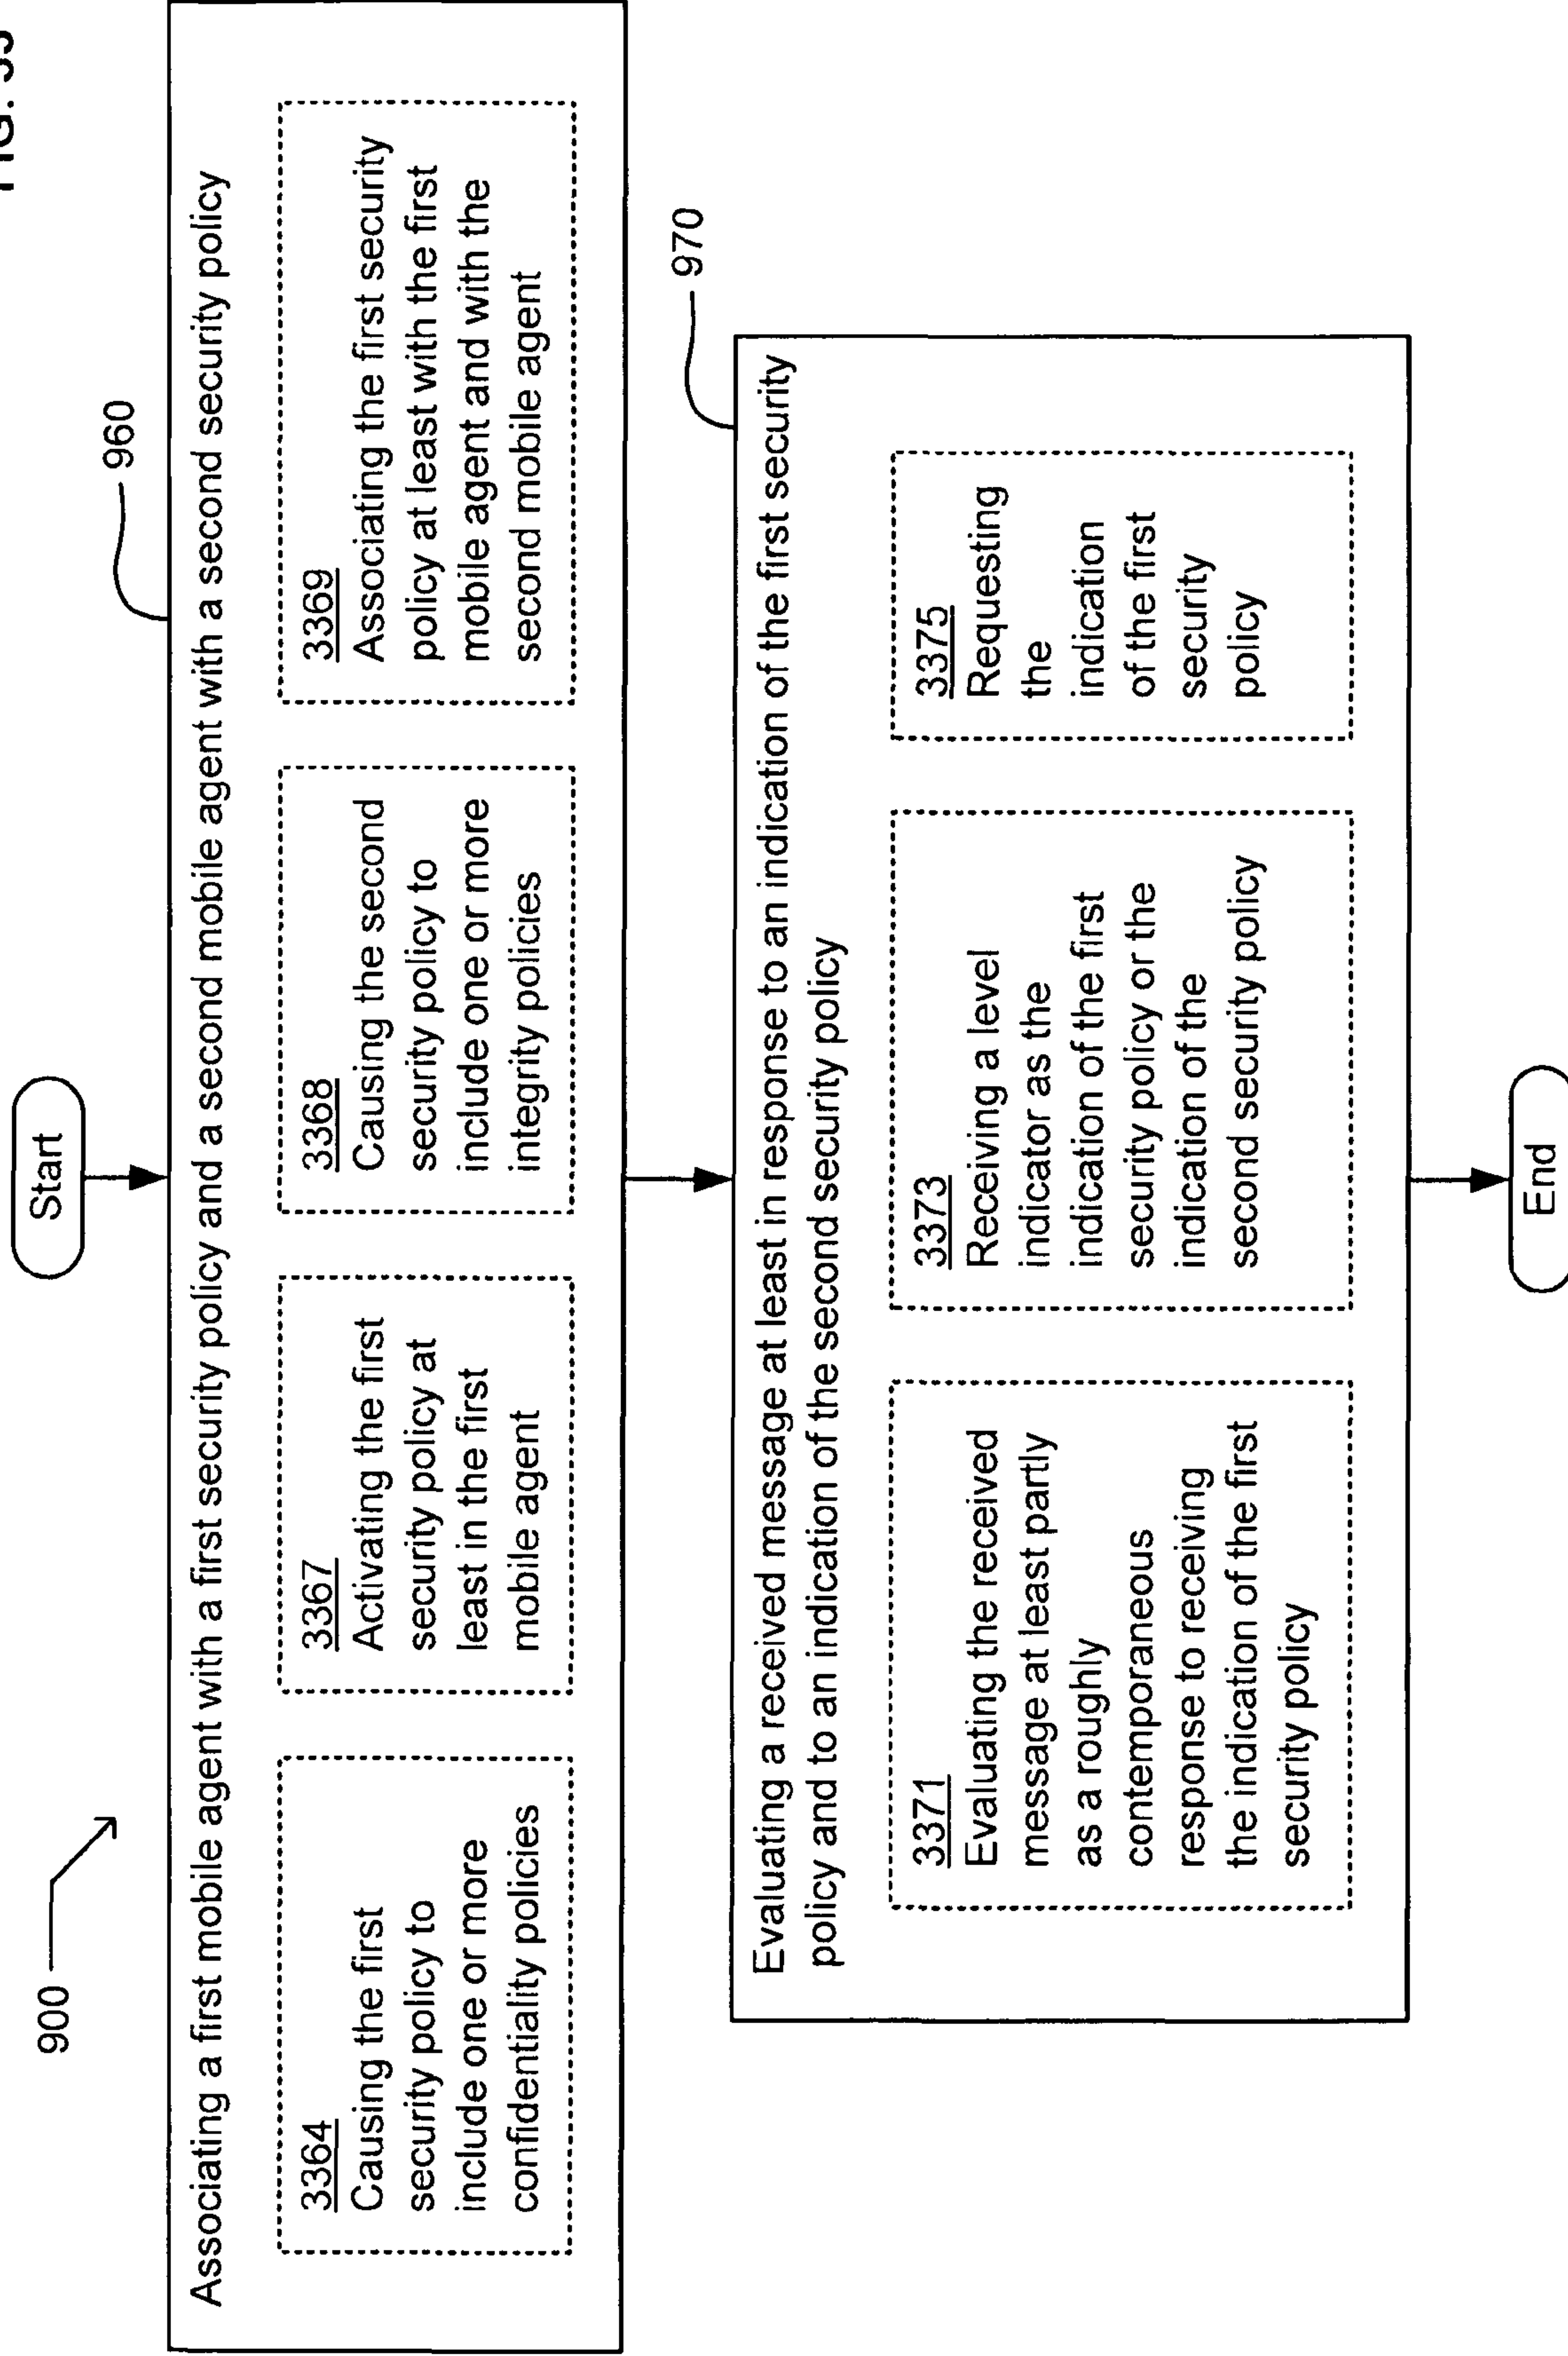 FIG. 33
900
Start
960
Associating a first mobile agent with a first security policy and a second mobile agent with a second security policy
3364
Causing the first
security policy to
include one or more
confidentiality policies
3367
Activating the first
security policy at
least in the first
mobile agent
3368
Causing the second
security policy to
include one or more
integrity policies
3369
Associating the first security
policy at least with the first
mobile agent and with the
second mobile agent
970
Evaluating a received message at least in response to an indication of the first security
policy and to an indication of the second security policy
3371
Evaluating the received
message at least partly
as a roughly
contemporaneous
response to receiving
the indication of the first
security policy
3373
Receiving a level
indicator as the
indication of the first
security policy or the
indication of the
second security policy
3375
Requesting
the
indication
of the first
security
policy
End